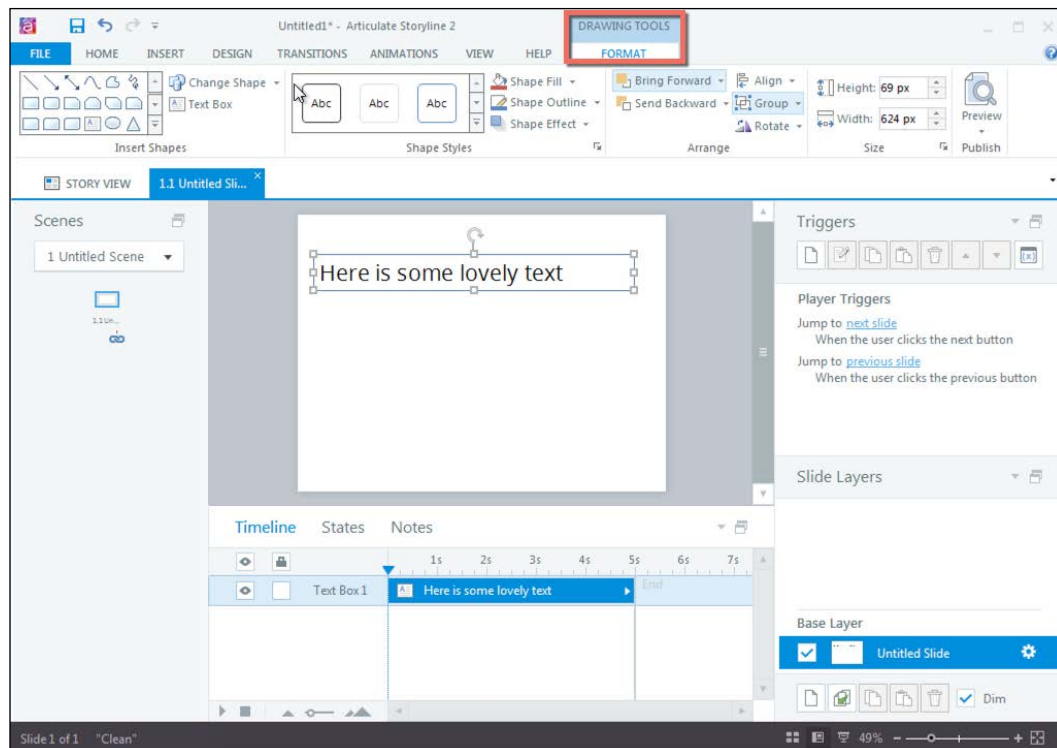 Untitled1* - Articulate Storyline 2
DRAWING TOOLS
FILE HOME INSERT DESIGN TRANSITIONS ANIMATIONS VIEW HELP FORMAT
Change Shape
Text Box
Insert Shapes
Abc Abc Abc
Shape Fill
Shape Outline
Shape Effect
Shape Styles
Bring Forward
Send Backward
Align
Group
Rotate
Arrange
Height: 69 px
Width: 624 px
Size
Preview
Publish
STORY VIEW
1.1 Untitled Sli...
Scenes
1 Untitled Scene
1.1 Un...
Here is some lovely text
Triggers
Player Triggers
Jump to next slide
When the user clicks the next button
Jump to previous slide
When the user clicks the previous button
Slide Layers
Base Layer
Untitled Slide
Dim
Timeline States Notes
1s 2s 3s 4s 5s 6s 7s
Text Box 1
Here is some lovely text
End
Slide 1 of 1 "Clean"
49%